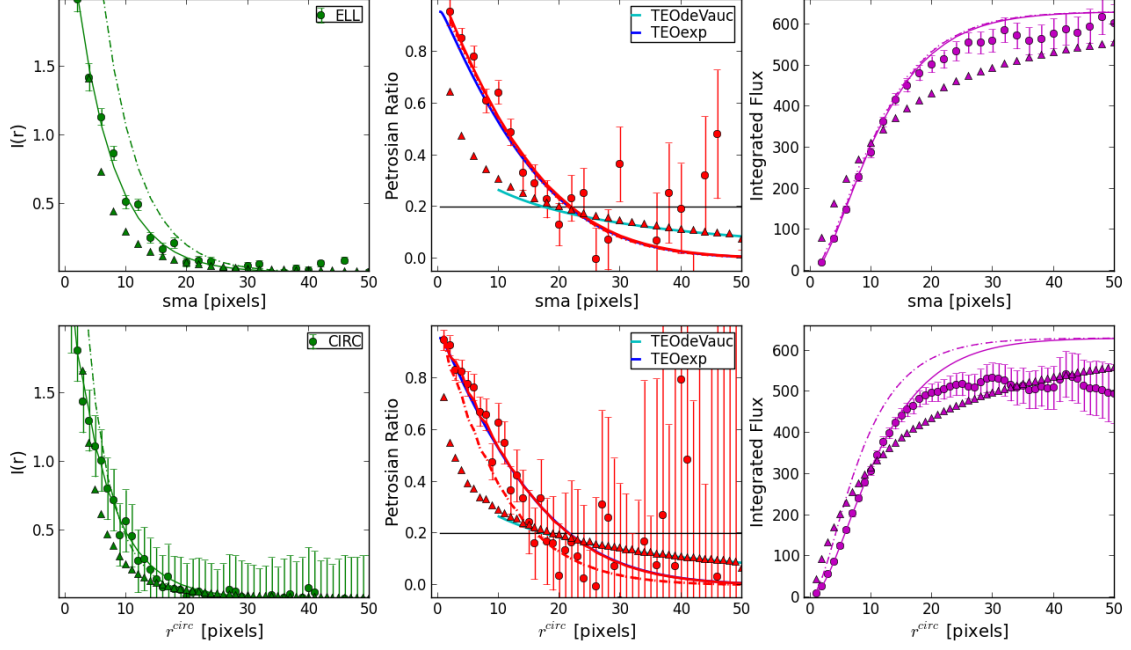 ELL
1.5
1.0
0.5
I(r)
0 10 20 30 40 50
sma [pixels]
TEOdeVauc
TEOexp
0.8
0.6
0.4
0.2
0.0
Petrosian Ratio
0 10 20 30 40 50
sma [pixels]
600
500
400
300
200
100
0
Integrated Flux
0 10 20 30 40 50
sma [pixels]
CIRC
1.5
1.0
0.5
I(r)
0 10 20 30 40 50
r^circ [pixels]
TEOdeVauc
TEOexp
0.8
0.6
0.4
0.2
0.0
Petrosian Ratio
0 10 20 30 40 50
r^circ [pixels]
600
500
400
300
200
100
0
Integrated Flux
0 10 20 30 40 50
r^circ [pixels]